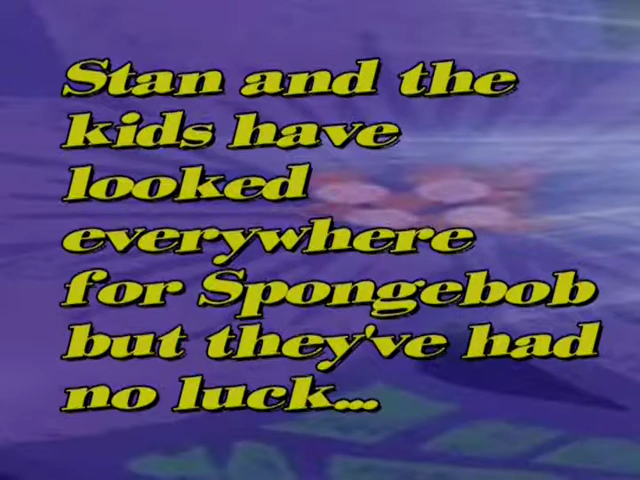 Stan and the
kids have
looked
everywhere
for Spongebob
but they've had
no luck...